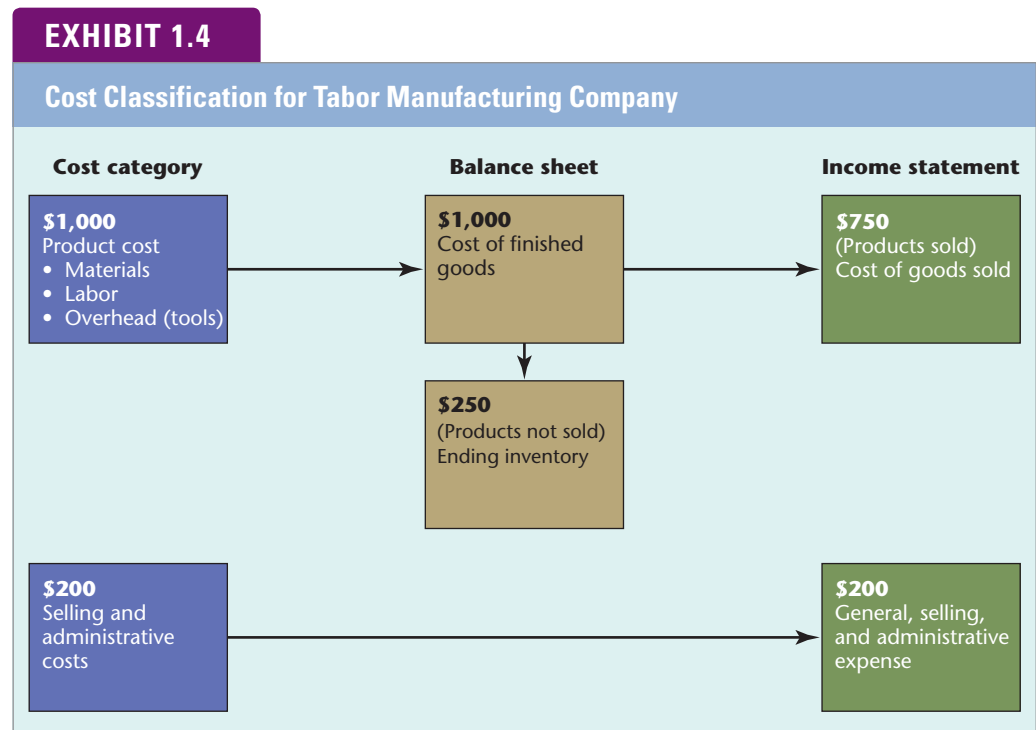 EXHIBIT 1.4
Cost Classification for Tabor Manufacturing Company
Cost category
Balance sheet
Income statement
$1,000
Product cost
• Materials
• Labor
• Overhead (tools)
$1,000
Cost of finished
goods
$750
(Products sold)
Cost of goods sold
$250
(Products not sold)
Ending inventory
$200
Selling and
administrative
costs
$200
General, selling,
and administrative
expense